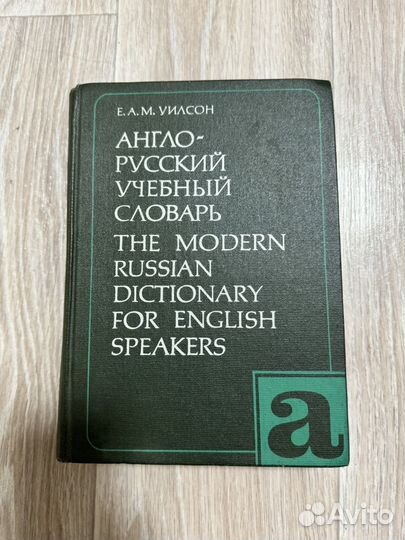 Е.А.М. УИЛСОН
АНГЛО-
РУССКИЙ
УЧЕБНЫЙ
СЛОВАРЬ
THE MODERN
RUSSIAN
DICTIONARY
FOR ENGLISH
SPEAKERS
a
Avito